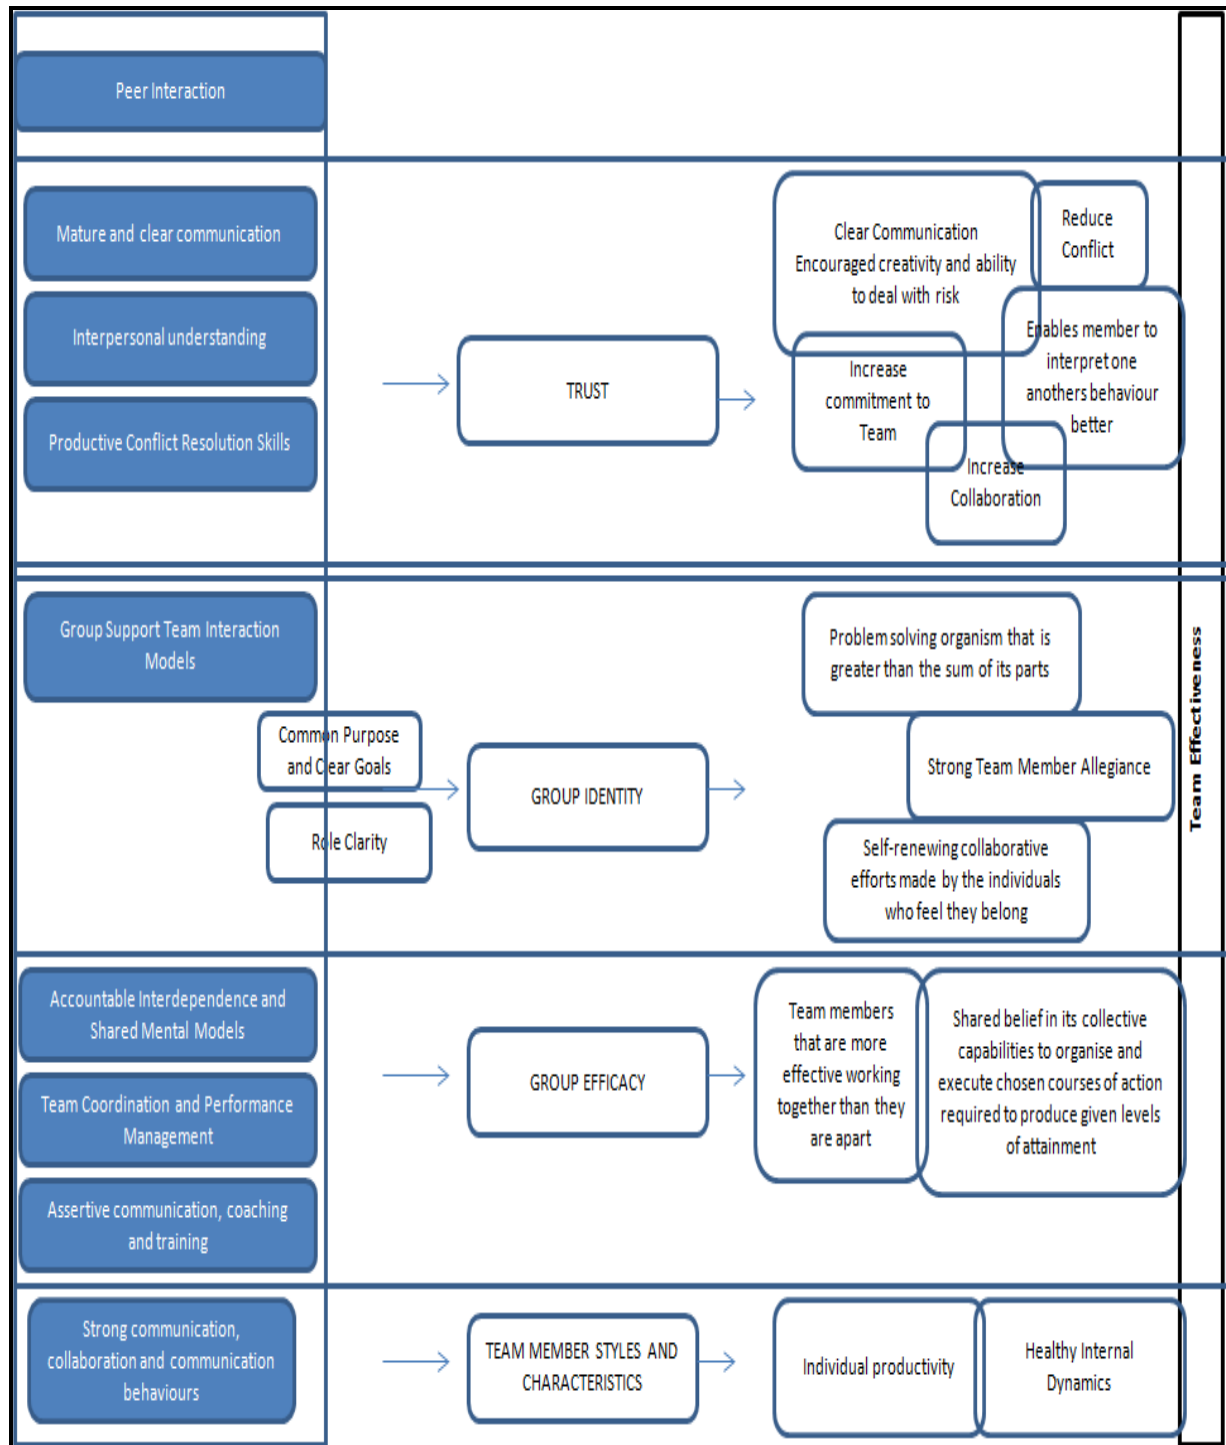 Peer Interaction
Mature and clear communication
Interpersonal understanding
Productive Conflict Resolution Skills
TRUST
Clear Communication
Encouraged creativity and ability
to deal with risk
Reduce
Conflict
Increase
commitment to
Team
Enables member to
interpret one
anothers behaviour
better
Increase
Collaboration
Group Support Team Interaction
Models
Common Purpose
and Clear Goals
Role Clarity
GROUP IDENTITY
Problem solving organism that is
greater than the sum of its parts
Strong Team Member Allegiance
Self-renewing collaborative
efforts made by the individuals
who feel they belong
Accountable Interdependence and
Shared Mental Models
Team Coordination and Performance
Management
Assertive communication, coaching
and training
GROUP EFFICACY
Team members
that are more
effective working
together than they
are apart
Shared belief in its collective
capabilities to organise and
execute chosen courses of action
required to produce given levels
of attainment
Strong communication,
collaboration and communication
behaviours
TEAM MEMBER STYLES AND
CHARACTERISTICS
Individual productivity
Healthy Internal
Dynamics
Team Effectiveness